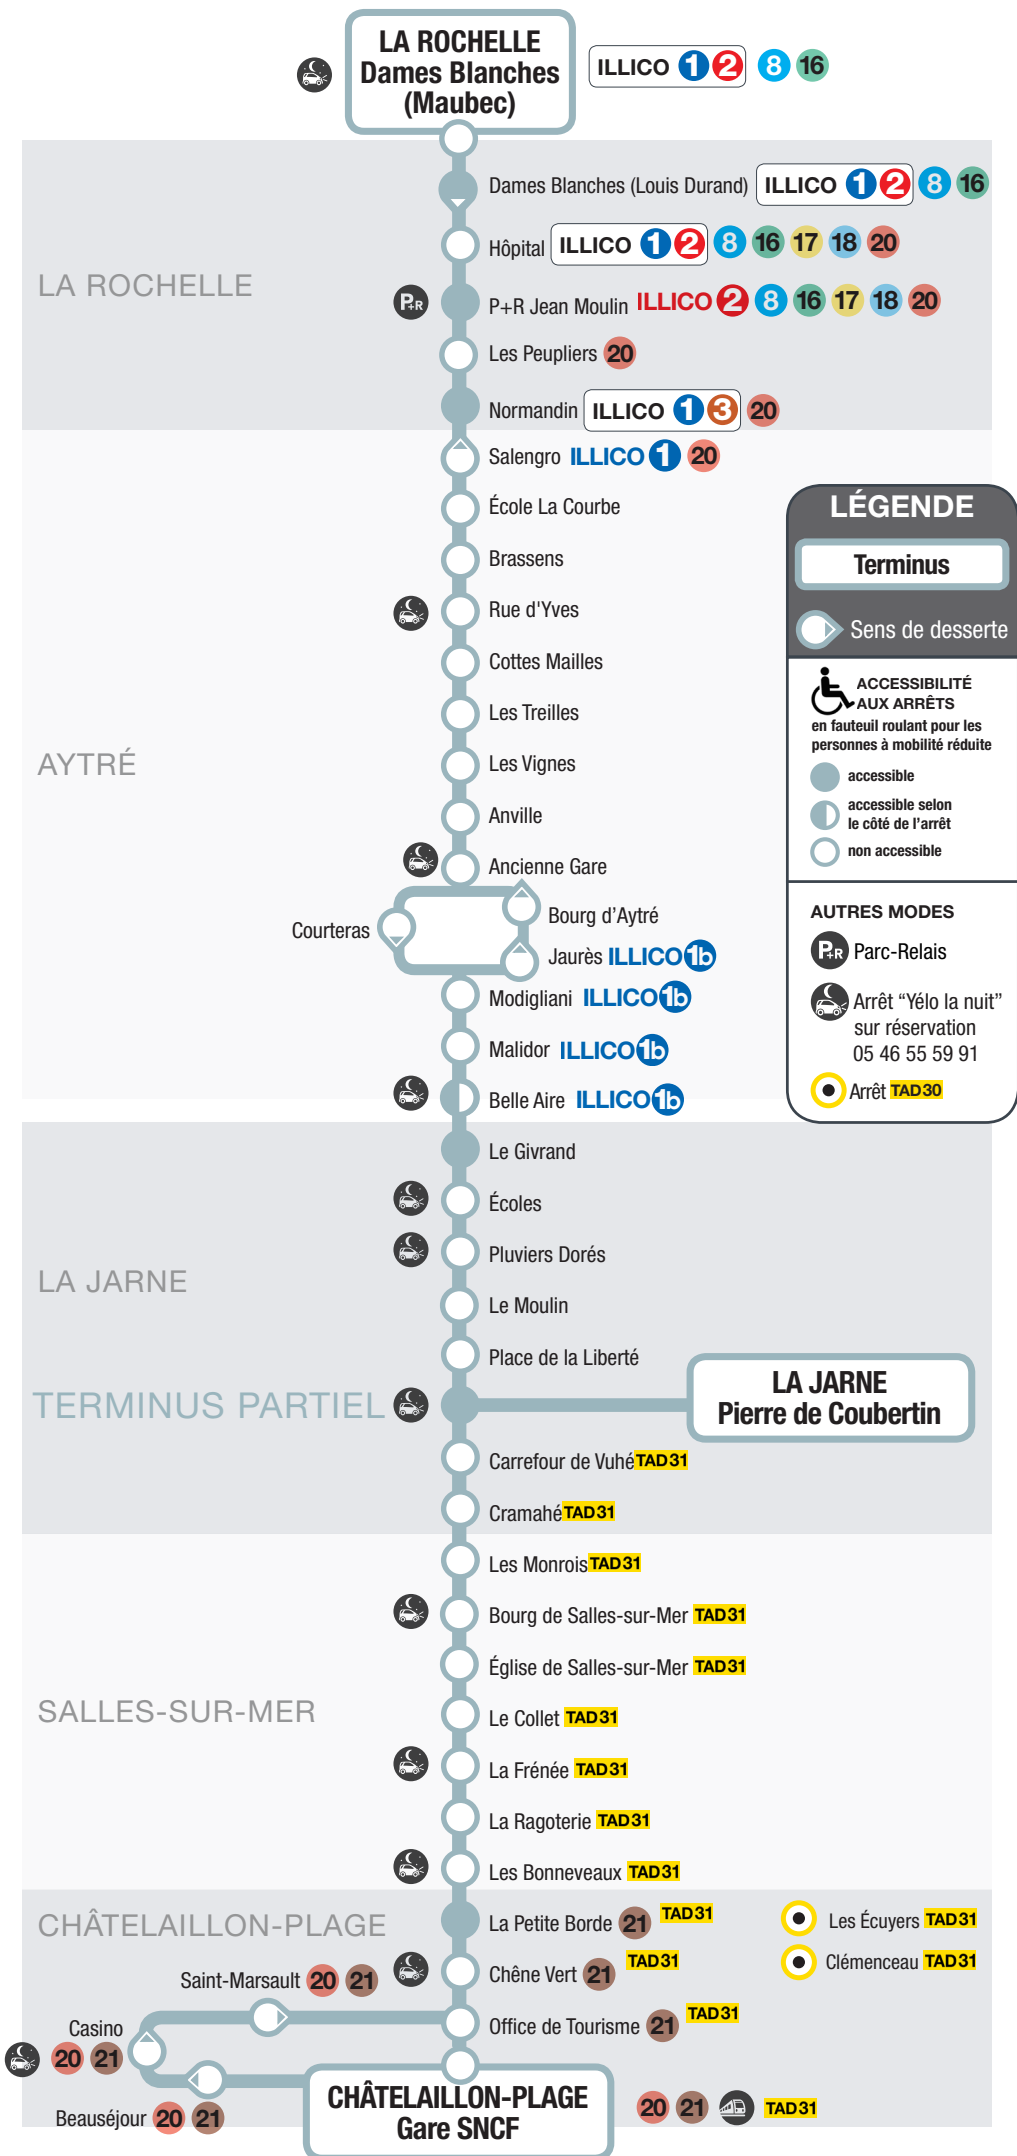 LA ROCHELLE
Dames Blanches
(Maubec)
ILLICO 1 2 8 16
LA ROCHELLE
Dames Blanches (Louis Durand) ILLICO 1 2 8 16
Hôpital ILLICO 1 2 8 16 17 18 20
P+R P+R Jean Moulin ILLICO 2 8 16 17 18 20
Les Peupliers 20
Normandin ILLICO 1 3 20
AYTRÉ
Salengro ILLICO 1 20
École La Courbe
Brassens
Rue d'Yves
Cottes Mailles
Les Treilles
Les Vignes
Anville
Ancienne Gare
Courteras
Bourg d'Aytré
Jaurès ILLICO 1b
Modigliani ILLICO 1b
Malidor ILLICO 1b
Belle Aire ILLICO 1b
LÉGENDE
Terminus
Sens de desserte
ACCESSIBILITÉ
AUX ARRÊTS
en fauteuil roulant pour les
personnes à mobilité réduite
accessible
accessible selon
le côté de l'arrêt
non accessible
AUTRES MODES
P+R Parc-Relais
Arrêt "Yélo la nuit"
sur réservation
05 46 55 59 91
Arrêt TAD30
LA JARNE
Le Givrand
Écoles
Pluviers Dorés
Le Moulin
Place de la Liberté
TERMINUS PARTIEL
LA JARNE
Pierre de Coubertin
Carrefour de Vuhé TAD31
Cramahé TAD31
SALLES-SUR-MER
Les Monrois TAD31
Bourg de Salles-sur-Mer TAD31
Église de Salles-sur-Mer TAD31
Le Collet TAD31
La Frénée TAD31
La Ragoterie TAD31
Les Bonneveaux TAD31
CHÂTELAILLON-PLAGE
La Petite Borde 21 TAD31
Les Écuyers TAD31
Chêne Vert 21 TAD31
Clémenceau TAD31
Saint-Marsault 20 21
Office de Tourisme 21 TAD31
Casino
20 21
Beauséjour 20 21
CHÂTELAILLON-PLAGE
Gare SNCF
20 21 TAD31